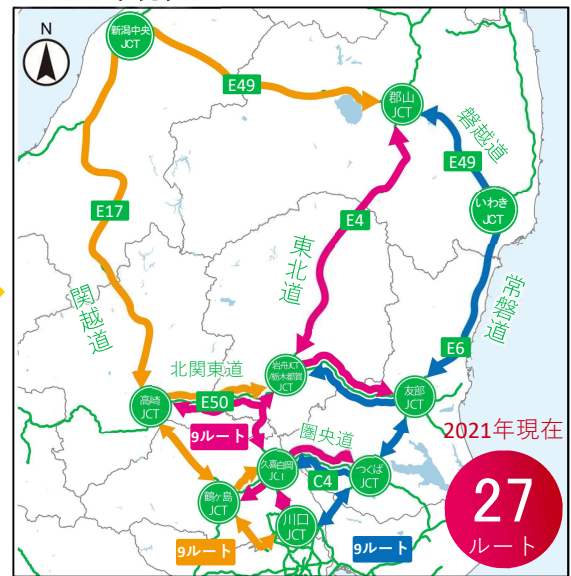 新潟中央
JCT
N
E49
郡山
JCT
磐越道
E49
E17
いわき
JCT
E4
東北道
関越道
常磐道
E6
北関東道
岩舟JCT
/栃木都賀
JCT
高崎
JCT
E50
友部
JCT
9ルート
圏央道
2021年現在
久喜白岡
JCT
つくば
JCT
C4
27
ルート
鶴ヶ島
JCT
川口
JCT
9ルート
9ルート